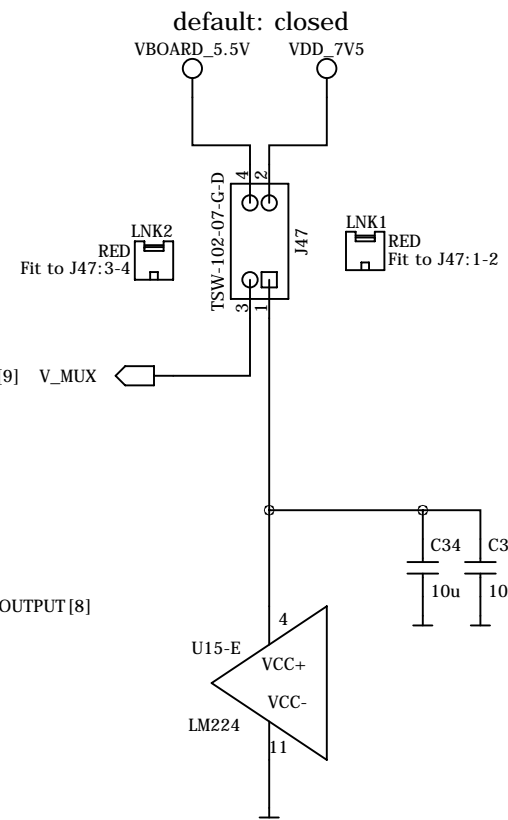 default: closed
VBOARD_5.5V
VDD_7V5
4
2
TSW-102-07-G-D
J47
LNK2
RED
Fit to J47:3-4
LNK1
RED
Fit to J47:1-2
3
1
[9] V_MUX
C34
10u
C3
10
OUTPUT[8]
4
U15-E
VCC+
VCC-
LM224
11